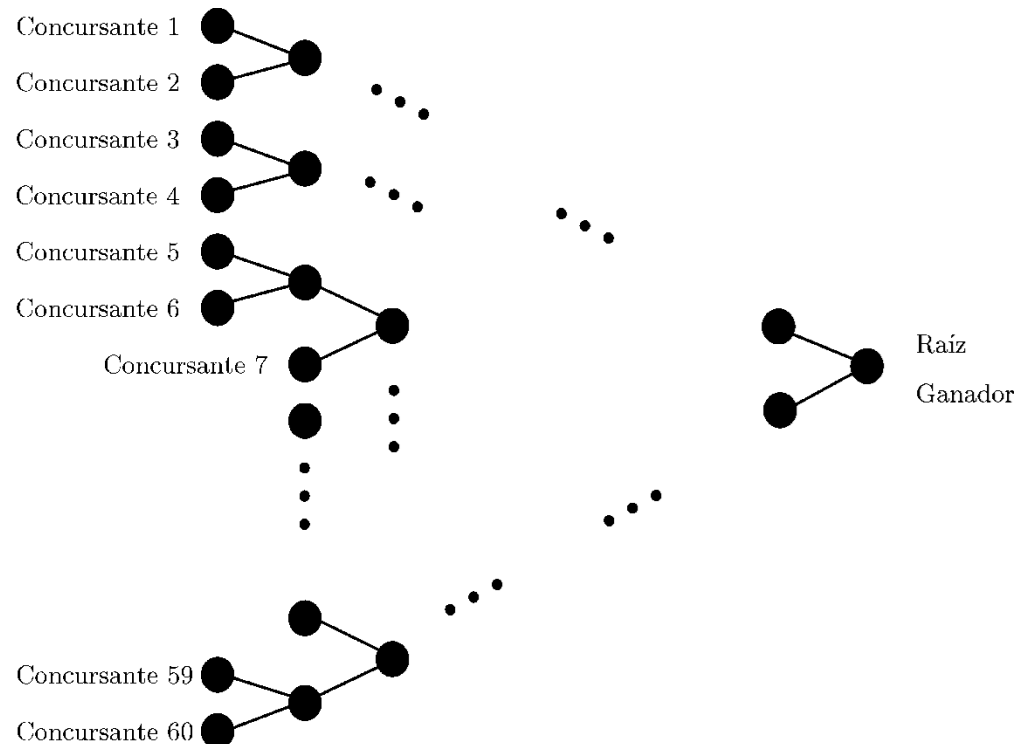 Concursante 1
Concursante 2
Concursante 3
Concursante 4
Concursante 5
Concursante 6
Concursante 7
Raíz
Ganador
Concursante 59
Concursante 60